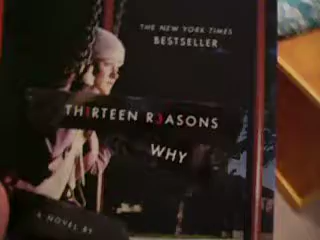 THE NEW YORK TIMES
BESTSELLER
TH1RTEEN R3ASONS
WHY
A NOVEL BY